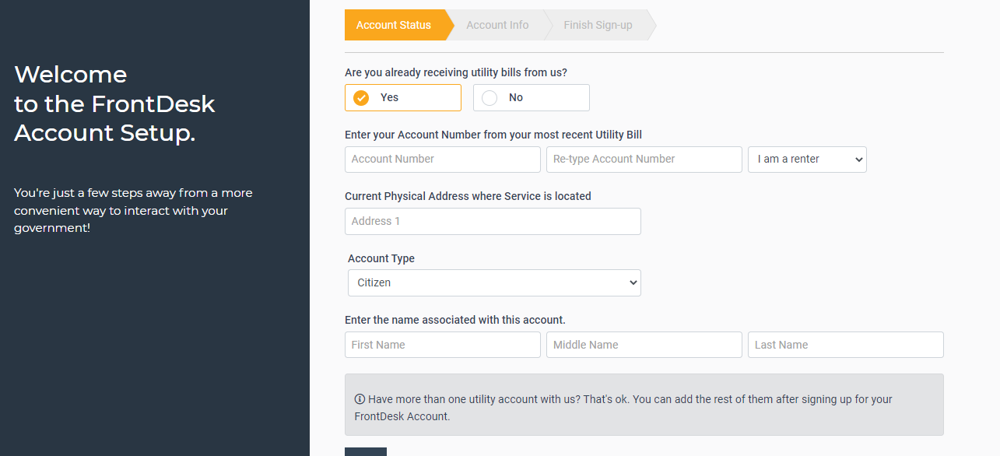 Welcome
to the FrontDesk
Account Setup.
You're just a few steps away from a more
convenient way to interact with your
government!
Account Status
Account Info
Finish Sign-up
Are you already receiving utility bills from us?
Yes
No
Enter your Account Number from your most recent Utility Bill
Account Number
Re-type Account Number
I am a renter
Current Physical Address where Service is located
Address 1
Account Type
Citizen
Enter the name associated with this account.
First Name
Middle Name
Last Name
Have more than one utility account with us? That's ok. You can add the rest of them after signing up for your
FrontDesk Account.